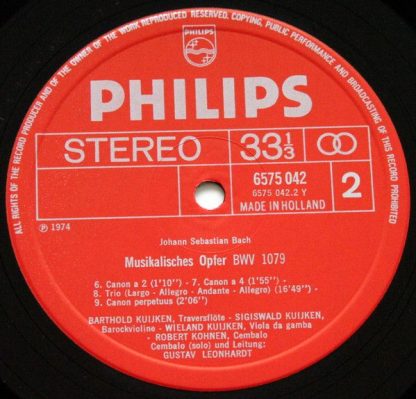 ALL RIGHTS OF THE RECORD PRODUCER AND OF THE OWNER OF THE WORK REPRODUCED RESERVED. COPYING, PUBLIC PERFORMANCE AND BROADCASTING OF THIS RECORD PROHIBITED
PHILIPS
PHILIPS
STEREO
33 1/3
6575 042
6575 042.2 Y
MADE IN HOLLAND
2
Ⓟ 1974
Johann Sebastian Bach
Musikalisches Opfer BWV 1079
6. Canon a 2 (1'10") - 7. Canon a 4 (1'55") -
8. Trio (Largo - Allegro - Andante - Allegro) (16'49") -
9. Canon perpetuus (2'06")
BARTHOLD KUIJKEN, Traversflöte - SIGISWALD KUIJKEN,
Barockvioline - WIELAND KUIJKEN, Viola da gamba
- ROBERT KOHNEN, Cembalo
Cembalo (solo) und Leitung:
GUSTAV LEONHARDT